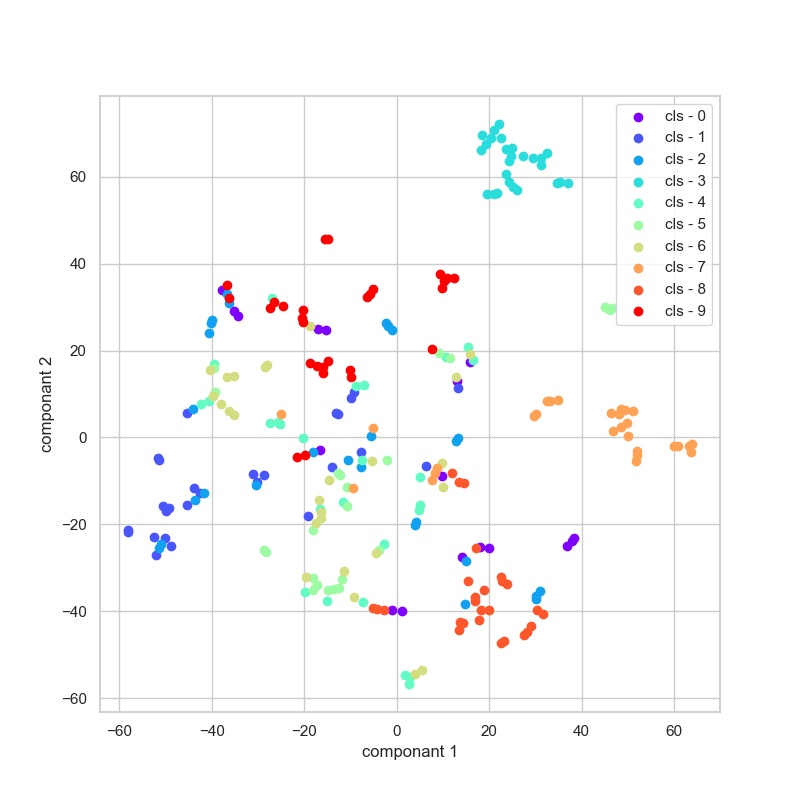 cls - 0
cls - 1
cls - 2
cls - 3
cls - 4
cls - 5
cls - 6
cls - 7
cls - 8
cls - 9
60
40
20
0
−20
−40
−60
componant 2
−60 −40 −20 0 20 40 60
componant 1